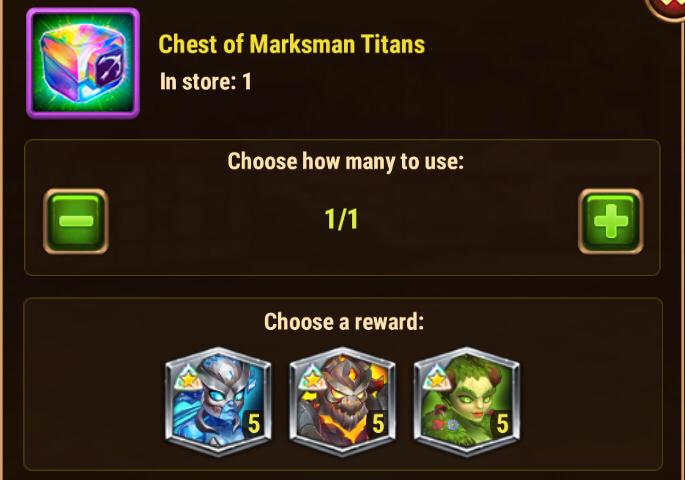 Chest of Marksman Titans
In store: 1
Choose how many to use:
1/1
Choose a reward:
5
5
5